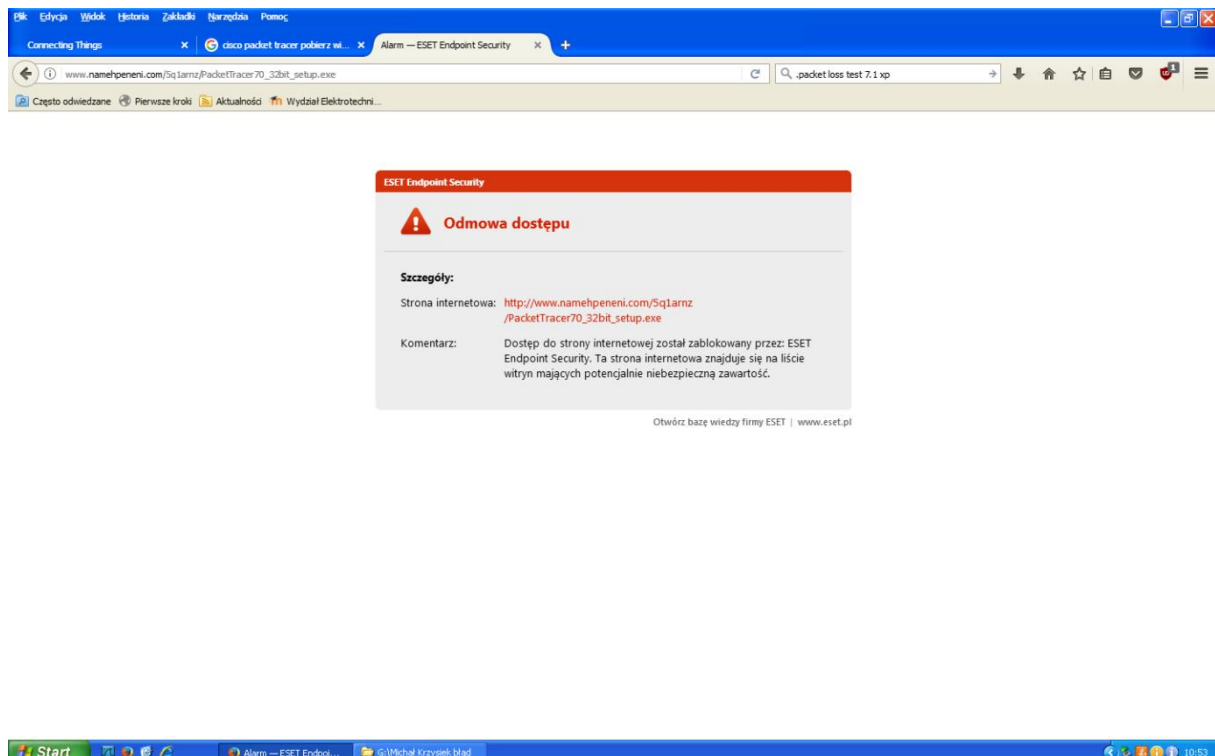 Plik Edycja Widok Historia Zakładki Narzędzia Pomoc
Connecting Things cisco packet tracer pobierz wi... Alarm — ESET Endpoint Security
www.namehpeneni.com/5q1arnz/PacketTracer70_32bit_setup.exe .packet loss test 7.1 xp
Często odwiedzane Pierwsze kroki Aktualności Wydział Elektrotechni...
ESET Endpoint Security
Odmowa dostępu
Szczegóły:
Strona internetowa: http://www.namehpeneni.com/5q1arnz
/PacketTracer70_32bit_setup.exe
Komentarz: Dostęp do strony internetowej został zablokowany przez: ESET
Endpoint Security. Ta strona internetowa znajduje się na liście
witryn mających potencjalnie niebezpieczną zawartość.
Otwórz bazę wiedzy firmy ESET | www.eset.pl
Start Alarm — ESET Endpoi... G:\Michał Krzysiek bład 10:53